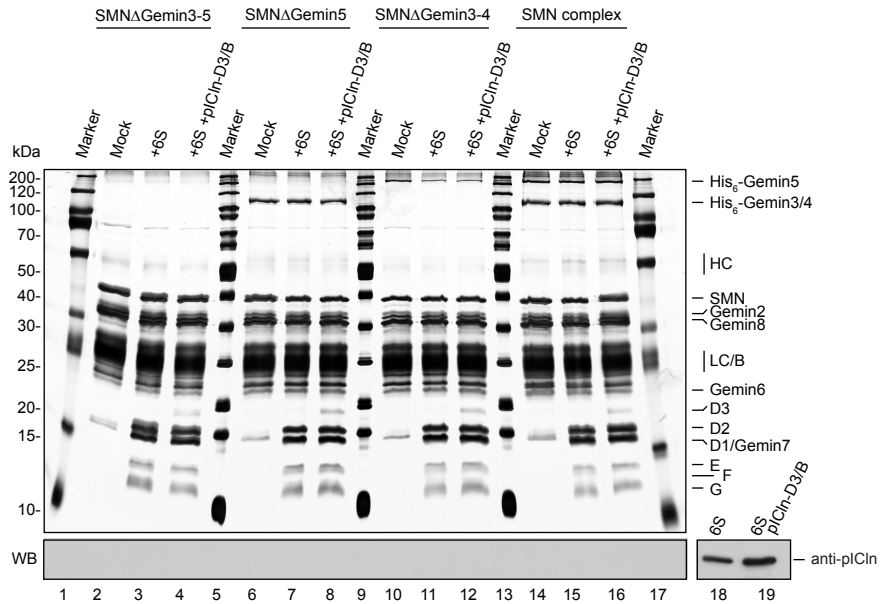 SMNΔGemin3-5 SMNΔGemin5 SMNΔGemin3-4 SMN complex
kDa Marker Mock +6S +6S +pICln-D3/B Marker Mock +6S +6S +pICln-D3/B Marker Mock +6S +6S +pICln-D3/B Marker Mock +6S +6S +pICln-D3/B Marker
200-
120-
100-
70-
50-
40-
30-
25-
20-
15-
10-
His6-Gemin5
His6-Gemin3/4
HC
SMN
Gemin2
Gemin8
LC/B
Gemin6
D3
D2
D1/Gemin7
E
F
G
6S 6S pICln-D3/B
WB anti-pICln
1 2 3 4 5 6 7 8 9 10 11 12 13 14 15 16 17 18 19